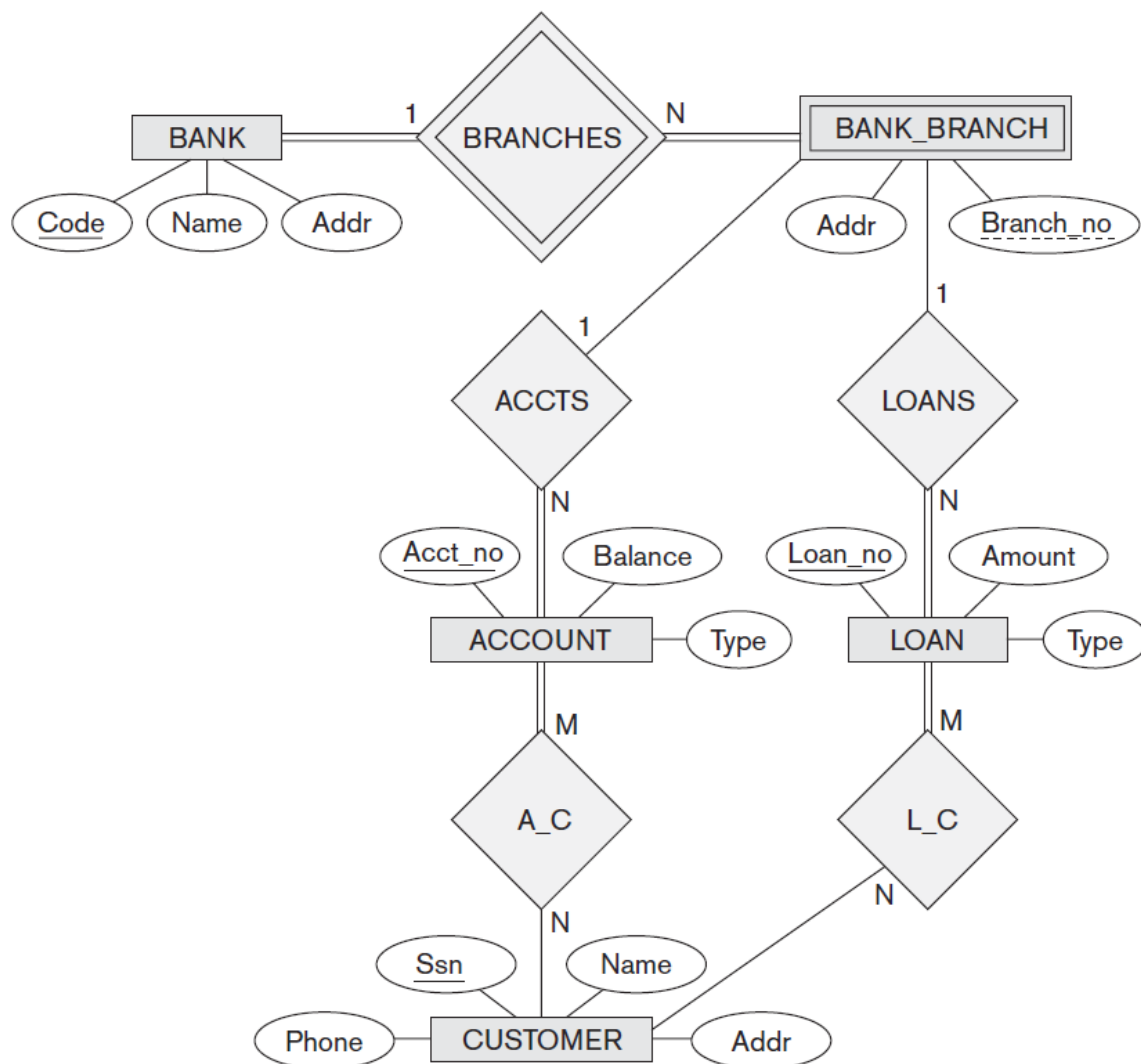 1
N
BANK
BRANCHES
BANK_BRANCH
Code
Name
Addr
Addr
Branch_no
1
1
ACCTS
LOANS
N
N
Acct_no
Balance
Loan_no
Amount
ACCOUNT
Type
LOAN
Type
M
M
A_C
L_C
N
N
Ssn
Name
Phone
CUSTOMER
Addr